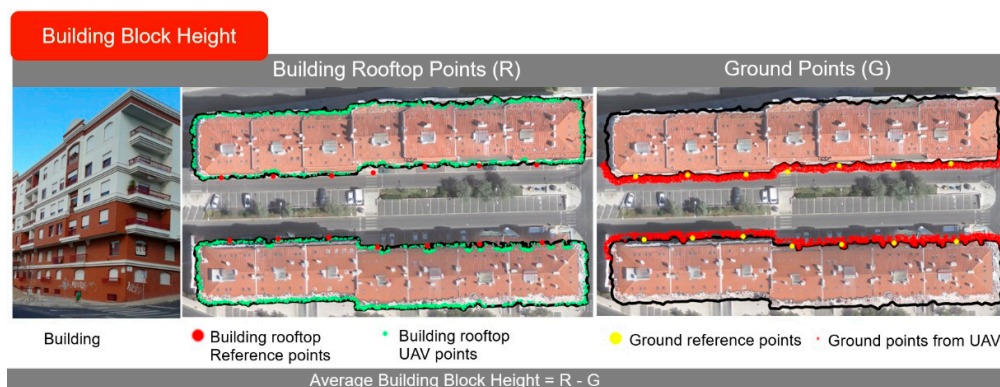 Building Block Height
Building Rooftop Points (R)
Ground Points (G)
Building
Building rooftop
Reference points
Building rooftop
UAV points
Ground reference points
Ground points from UAV
Average Building Block Height = R - G